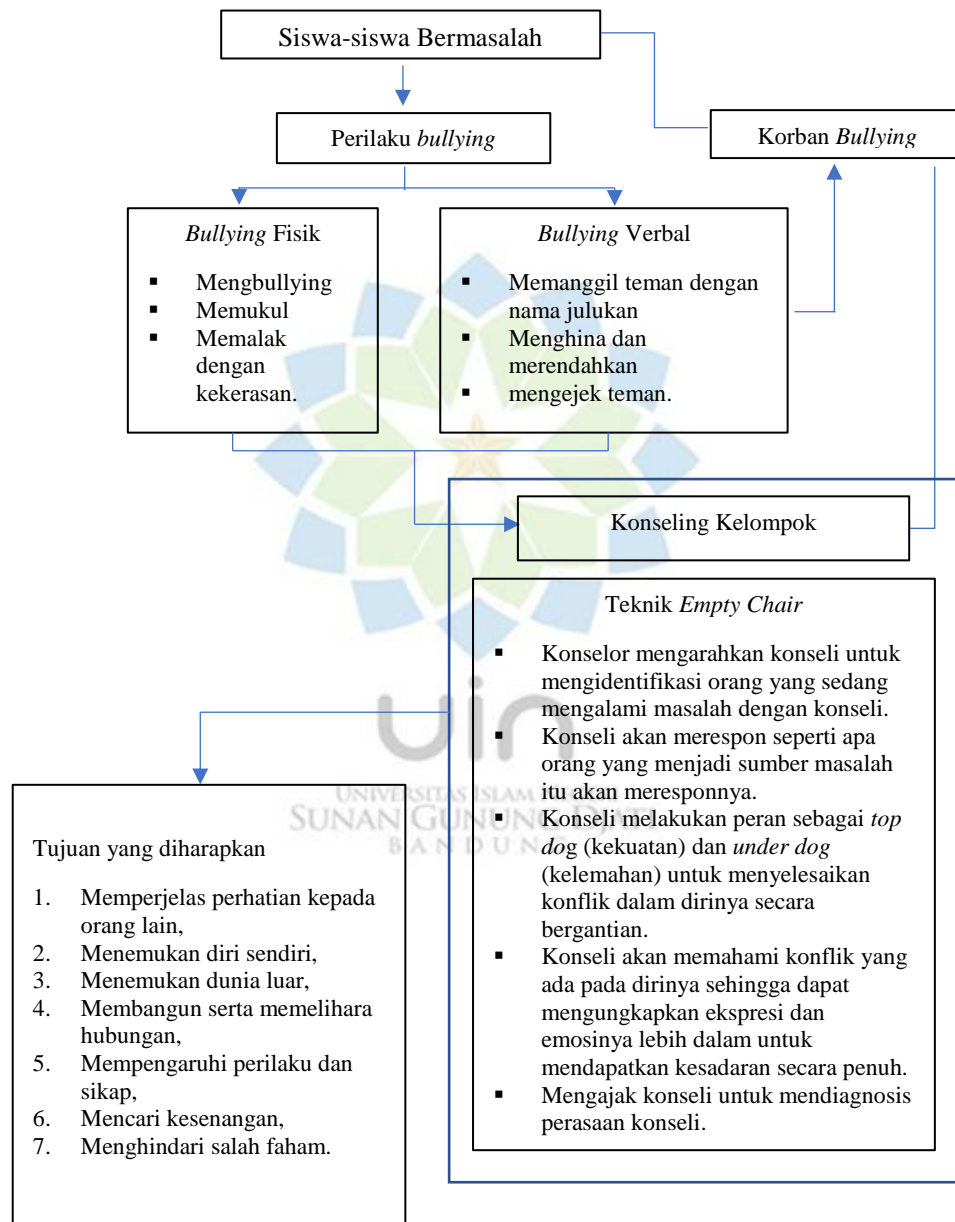 Siswa-siswa Bermasalah
Perilaku bullying
Korban Bullying
Bullying Fisik
▪ Mengbullying
▪ Memukul
▪ Memalak
dengan
kekerasan.
Bullying Verbal
▪ Memanggil teman dengan
nama julukan
▪ Menghina dan
merendahkan
▪ mengejek teman.
Konseling Kelompok
Teknik Empty Chair
▪ Konselor mengarahkan konseli untuk
mengidentifikasi orang yang sedang
mengalami masalah dengan konseli.
▪ Konseli akan merespon seperti apa
orang yang menjadi sumber masalah
itu akan meresponnya.
▪ Konseli melakukan peran sebagai top
dog (kekuatan) dan under dog
(kelemahan) untuk menyelesaikan
konflik dalam dirinya secara
bergantian.
▪ Konseli akan memahami konflik yang
ada pada dirinya sehingga dapat
mengungkapkan ekspresi dan
emosinya lebih dalam untuk
mendapatkan kesadaran secara penuh.
▪ Mengajak konseli untuk mendiagnosis
perasaan konseli.
Tujuan yang diharapkan
1. Memperjelas perhatian kepada
orang lain,
2. Menemukan diri sendiri,
3. Menemukan dunia luar,
4. Membangun serta memelihara
hubungan,
5. Mempengaruhi perilaku dan
sikap,
6. Mencari kesenangan,
7. Menghindari salah faham.
uin
UNIVERSITAS ISLAM
SUNAN GUNUNG DJATI
BANDUNG